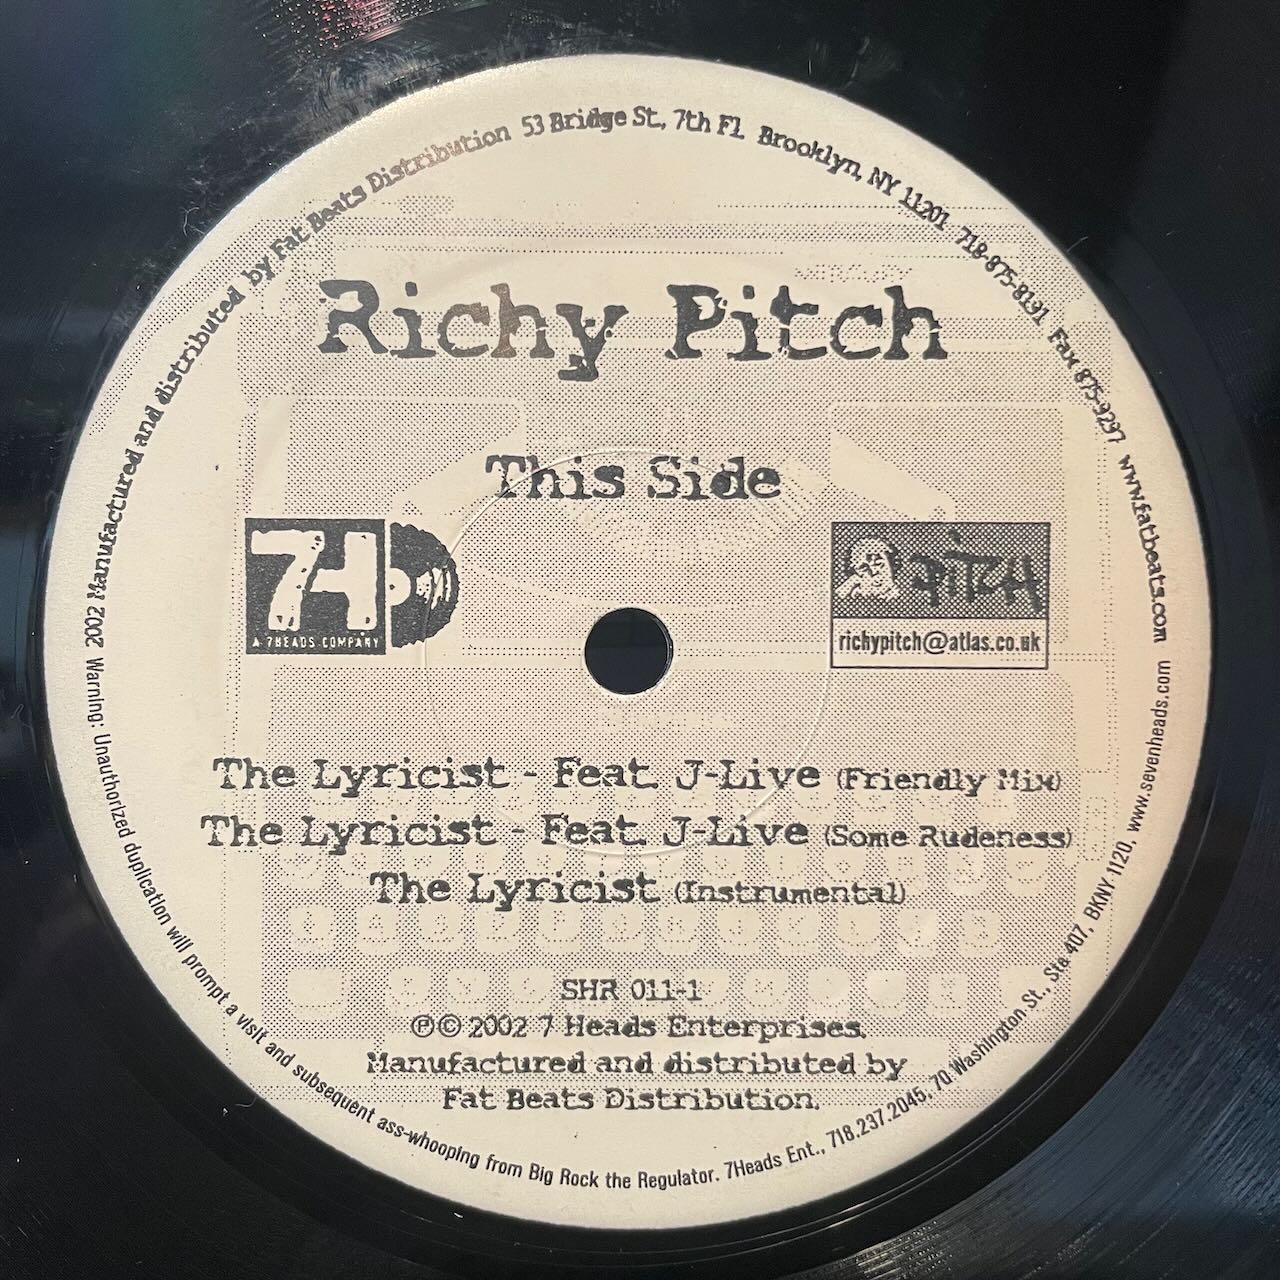 2002 Manufactured and distributed by Fat Beats Distribution 53 Bridge St., 7th Fl. Brooklyn, NY 11201 718-875-8191 Fax 875-9297 www.fatbeats.com
MERCURY
Richy Pitch
This Side
74
A 7HEADS COMPANY
PITCH
richypitch@atlas.co.uk
The Lyricist - Feat. J-Live (Friendly Mix)
The Lyricist - Feat. J-Live (Some Rudeness)
The Lyricist (Instrumental)
SHR 011-1
℗© 2002 7 Heads Enterprises.
Manufactured and distributed by
Fat Beats Distribution.
Warning: Unauthorized duplication will prompt a visit and subsequent ass-whooping from Big Rock the Regulator. 7Heads Ent., 718.237.2045, 70 Washington St., Ste 407, BKNY 1120, www.sevenheads.com